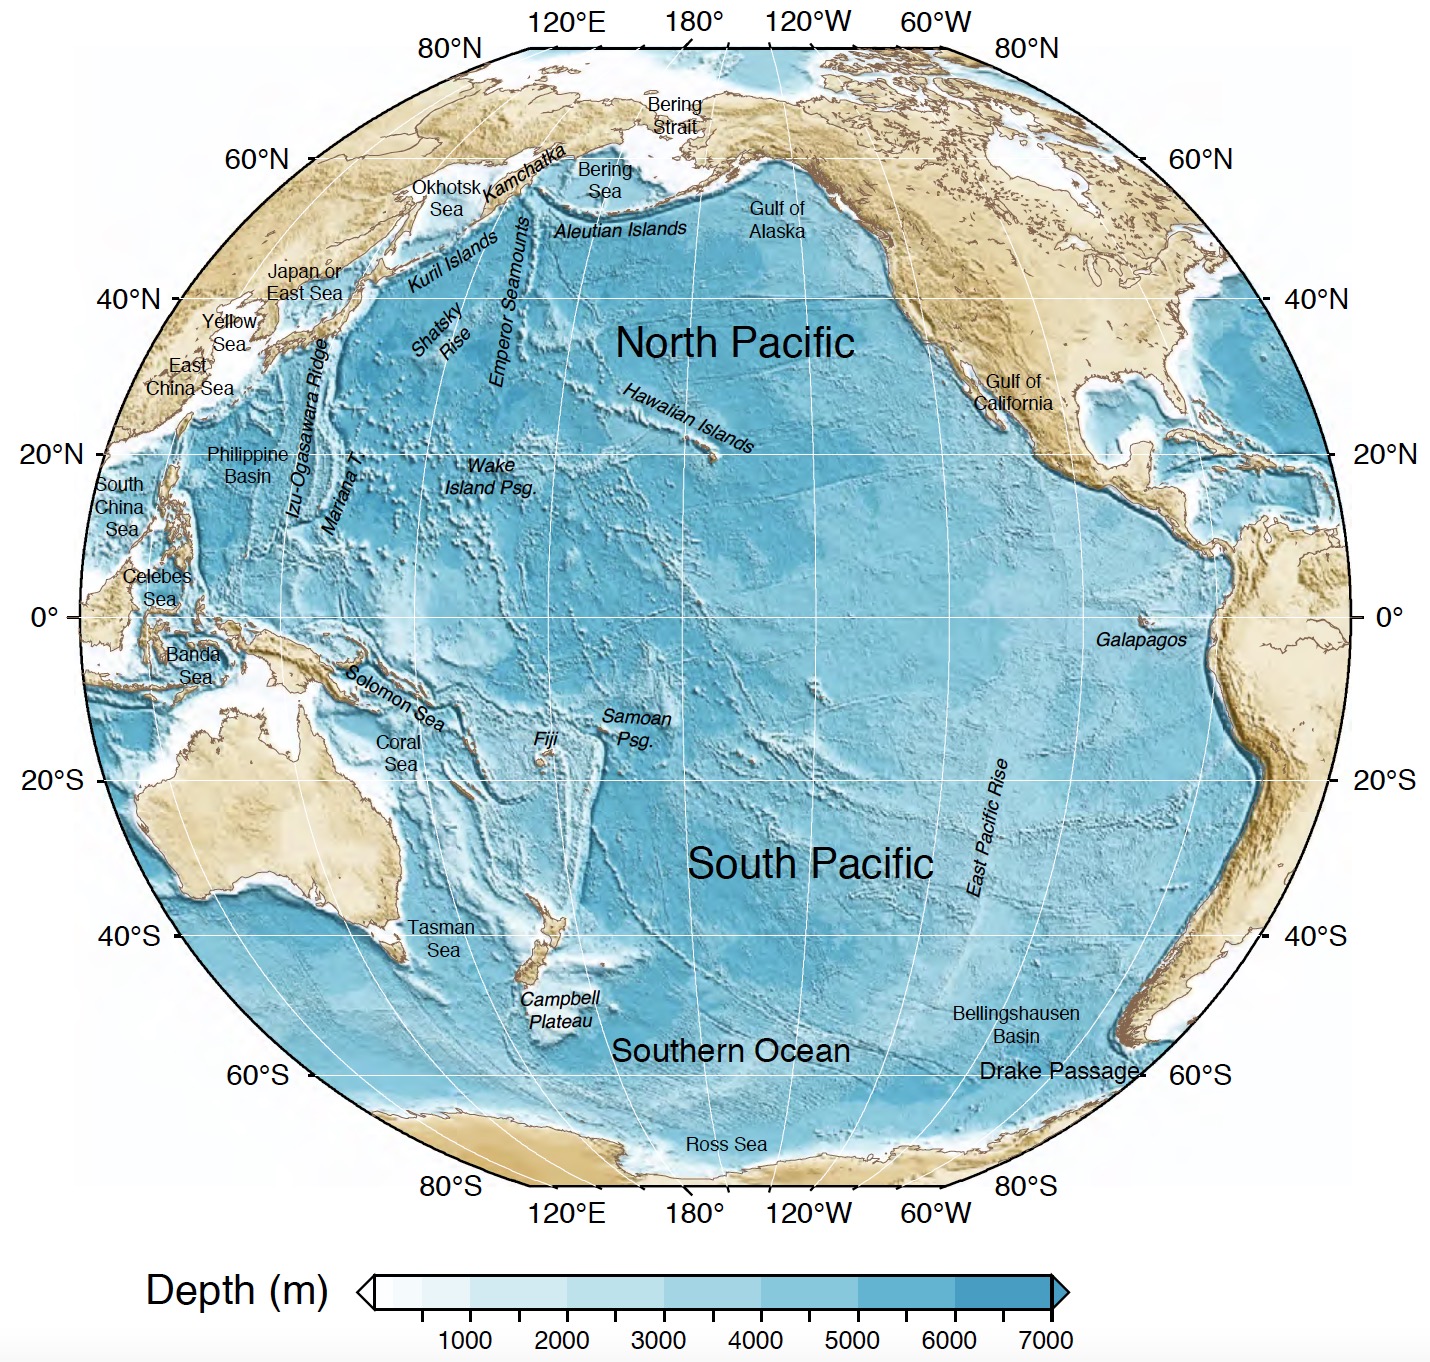 120°E 180° 120°W 60°W
80°N 80°N
Bering
Strait
60°N 60°N
Kamchatka
Bering
Sea
Okhotsk
Sea
Gulf of
Alaska
Aleutian Islands
Kuril Islands
Emperor Seamounts
Japan or
East Sea
40°N 40°N
Yellow
Sea
Shatsky
Rise
North Pacific
East
China Sea
Izu-Ogasawara Ridge
Hawaiian Islands
Gulf of
California
20°N 20°N
Philippine
Basin
Mariana T.
Wake
Island Psg.
South
China
Sea
Celebes
Sea
0° 0°
Galapagos
Banda
Sea
Solomon Sea
Samoan
Psg.
Fiji
Coral
Sea
20°S 20°S
East Pacific Rise
South Pacific
40°S 40°S
Tasman
Sea
Campbell
Plateau
Bellingshausen
Basin
Southern Ocean
Drake Passage
60°S 60°S
Ross Sea
80°S 80°S
120°E 180° 120°W 60°W
Depth (m)
1000 2000 3000 4000 5000 6000 7000